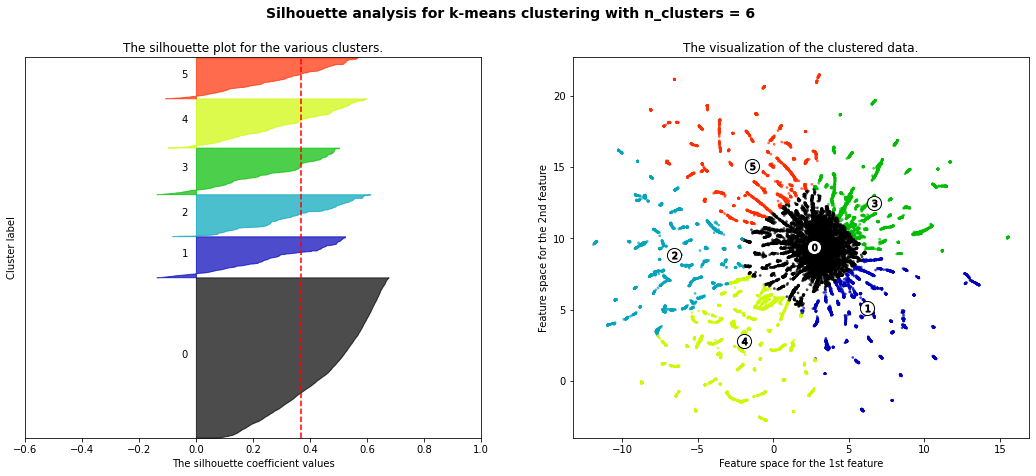 Silhouette analysis for k-means clustering with n_clusters = 6
The silhouette plot for the various clusters.
Cluster label
5
4
3
2
1
0
−0.6 −0.4 −0.2 0.0 0.2 0.4 0.6 0.8 1.0
The silhouette coefficient values
The visualization of the clustered data.
Feature space for the 2nd feature
20
15
10
5
0
5
3
0
2
1
4
−10 −5 0 5 10 15
Feature space for the 1st feature